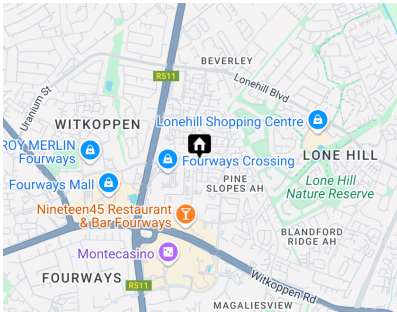 BEVERLEY
R511
Lonehill Blvd
Uranium St
Lonehill Shopping Centre
WITKOPPEN
ROY MERLIN
Fourways
Fourways Crossing
LONE HILL
Fourways Mall
PINE
SLOPES AH
Lone Hill
Nature Reserve
Nineteen45 Restaurant
& Bar Fourways
BLANDFORD
RIDGE AH
Montecasino
FOURWAYS
Witkoppen Rd
R511
MAGALIESVIEW